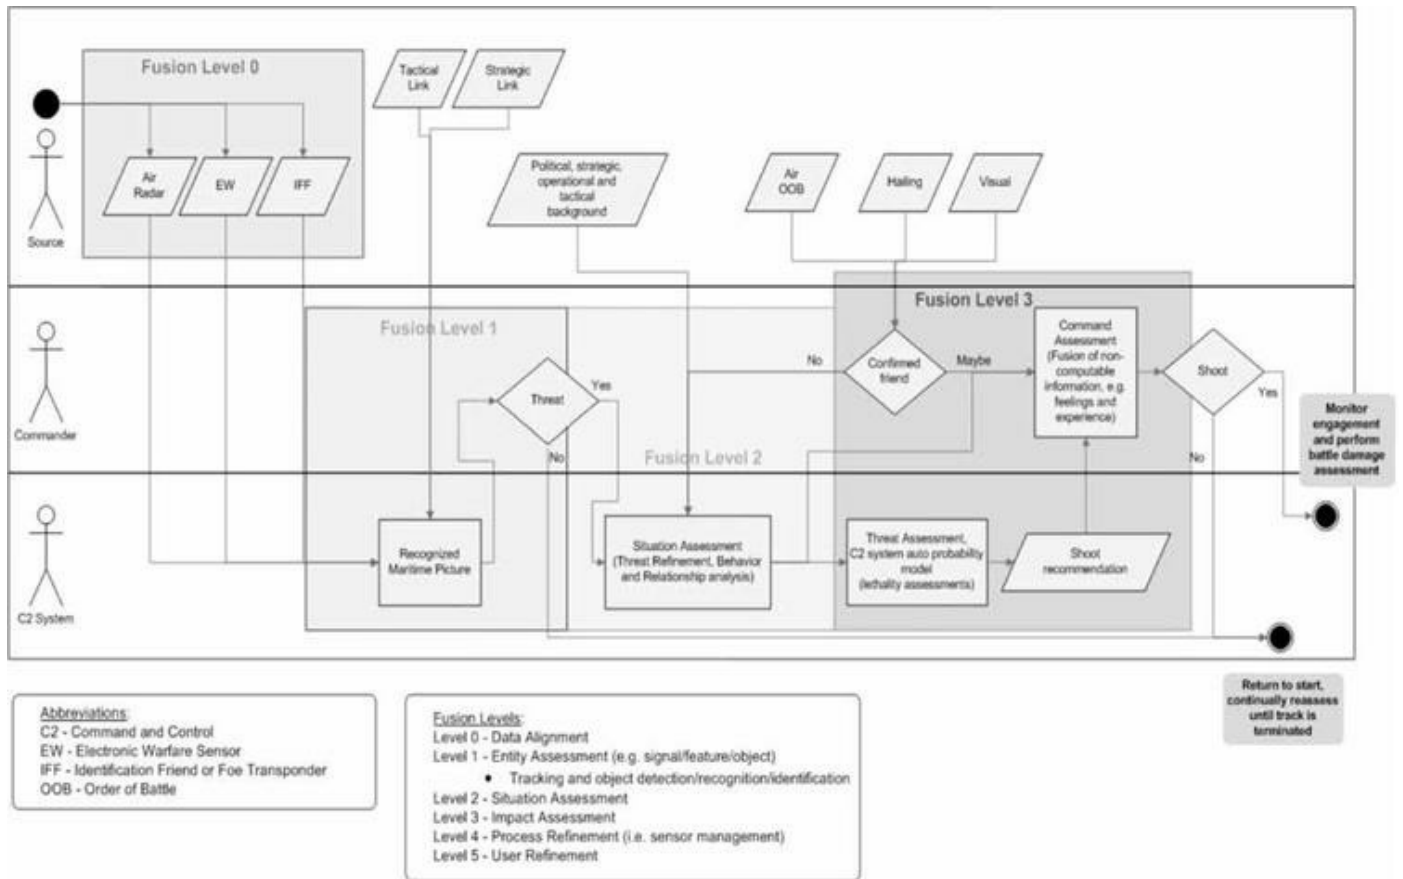 Fusion Level 0
Tactical
Link
Strategic
Link
Air
Radar
EW
IFF
Source
Political, strategic,
operational and
tactical
background
Air
OOB
Hailing
Visual
Fusion Level 1
Fusion Level 3
Commander
Threat
Yes
No
Fusion Level 2
No
Confirmed
friend
Maybe
Command
Assessment
(Fusion of non-
computable
information, e.g.
feelings and
experience)
Shoot
Yes
No
Monitor
engagement
and perform
battle damage
assessment
C2 System
Recognized
Maritime Picture
Situation Assessment
(Threat Refinement, Behavior
and Relationship analysis)
Threat Assessment,
C2 system auto probability
model
(lethality assessments)
Shoot
recommendation
Return to start,
continually reassess
until track is
terminated
Abbreviations:
C2 - Command and Control
EW - Electronic Warfare Sensor
IFF - Identification Friend or Foe Transponder
OOB - Order of Battle
Fusion Levels:
Level 0 - Data Alignment
Level 1 - Entity Assessment (e.g. signal/feature/object)
• Tracking and object detection/recognition/identification
Level 2 - Situation Assessment
Level 3 - Impact Assessment
Level 4 - Process Refinement (i.e. sensor management)
Level 5 - User Refinement